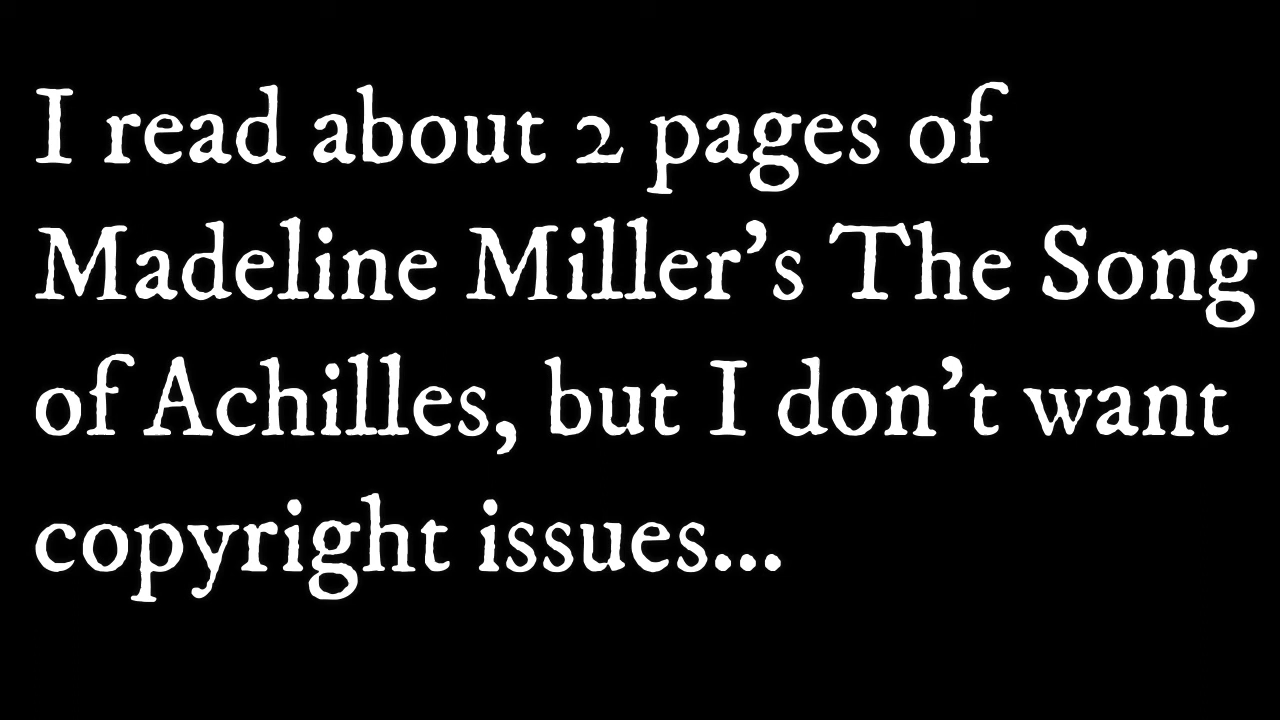 I read about 2 pages of
Madeline Miller’s The Song
of Achilles, but I don’t want
copyright issues...